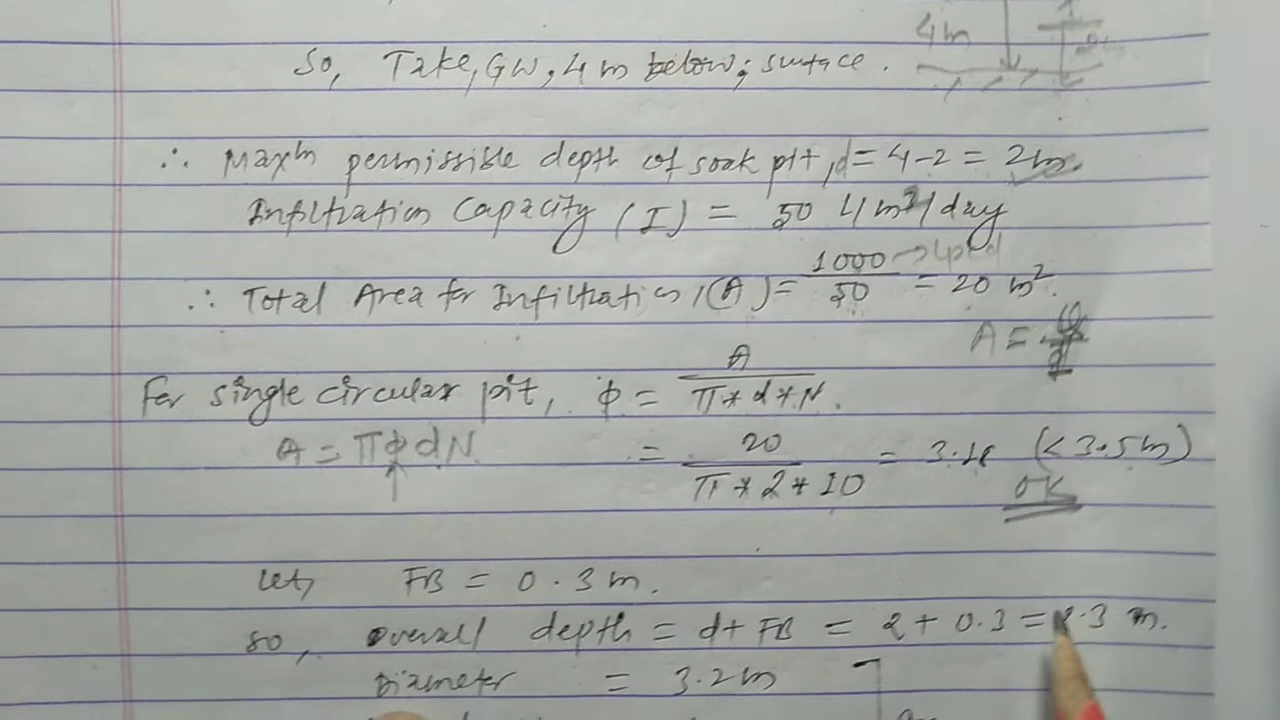 4m
So, Take, GW, 4 m below; surface.
∴ Maxm permissible depth of soak pit, d = 4-2 = 2m
Infiltration Capacity (I) = 50 L/m²/day
∴ Total Area for Infiltration, (A) = 1000/50 = 20 m².
A =
For single circular pit, φ = A/(π*d*N).
A = πφdN = 20/(π*2*10) = 3.18 (<3.5m)
OK
Let, FB = 0.3m.
So, overall depth = d+FB = 2+0.3 = 2.3 m.
Diameter = 3.2m